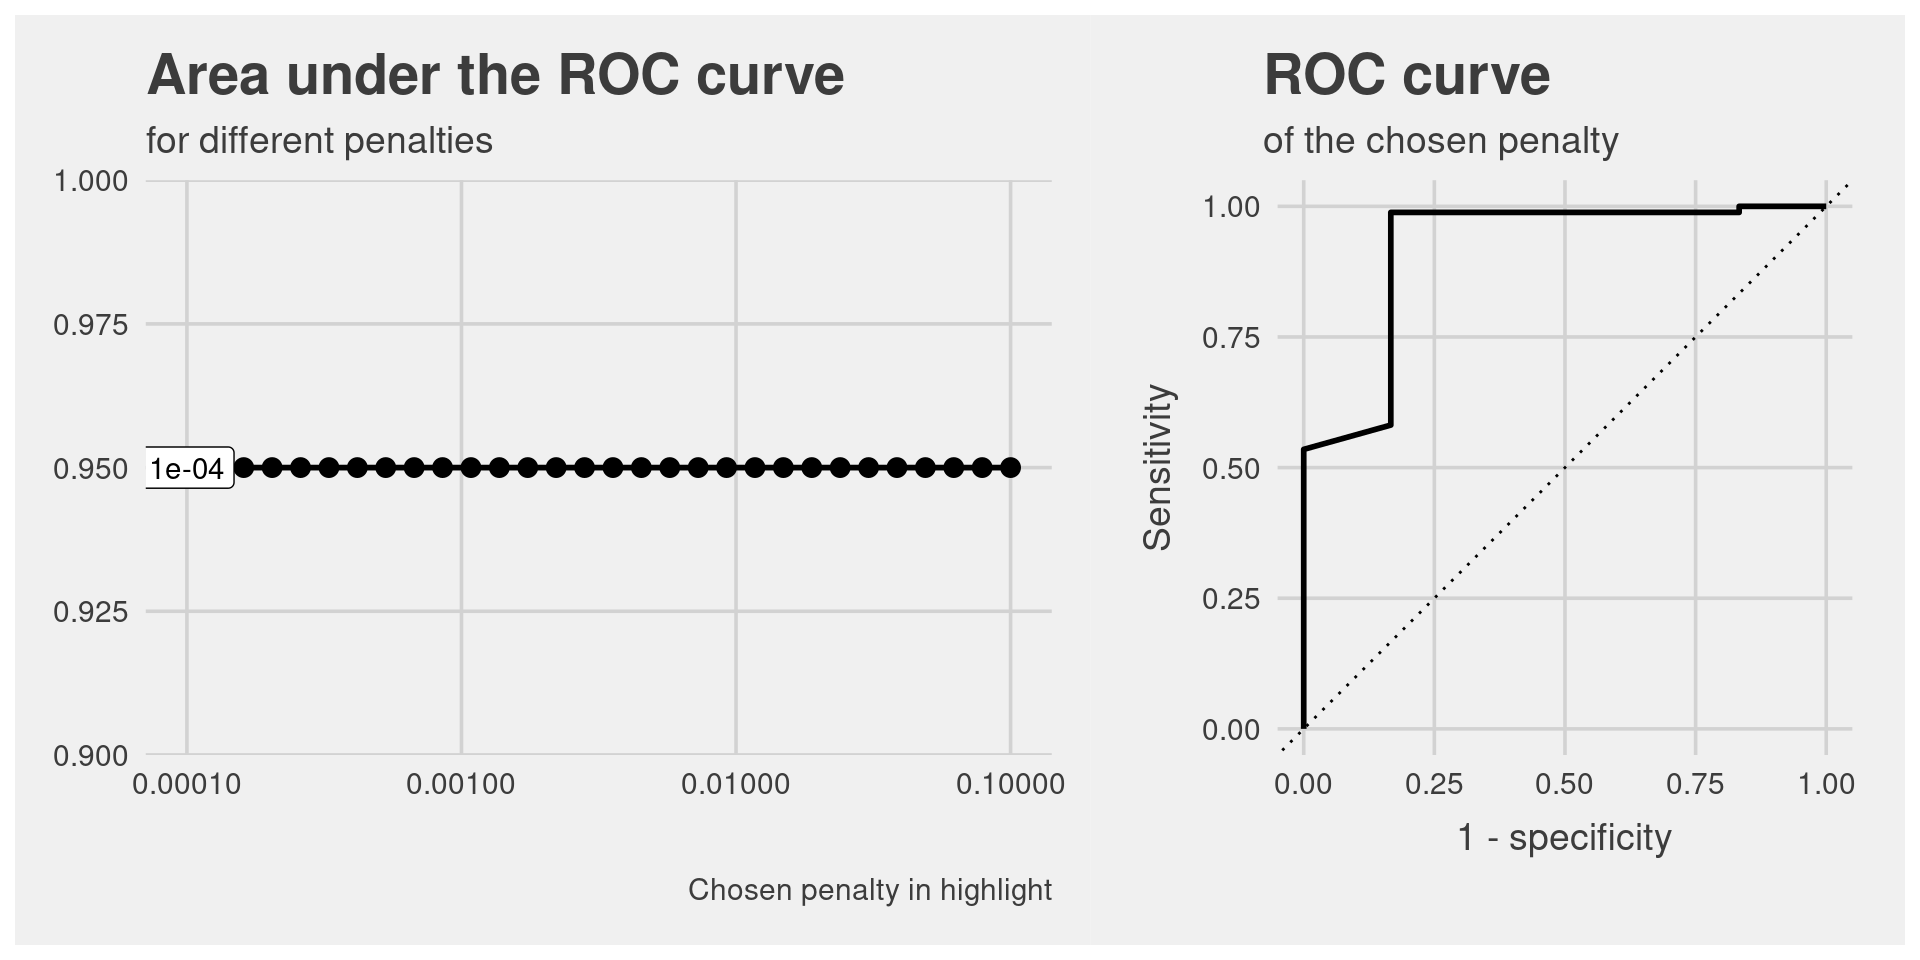 Area under the ROC curve
for different penalties
1.000
0.975
0.950
0.925
0.900
1e-04
0.00010 0.00100 0.01000 0.10000
Chosen penalty in highlight
ROC curve
of the chosen penalty
Sensitivity
1.00
0.75
0.50
0.25
0.00
0.00 0.25 0.50 0.75 1.00
1 - specificity